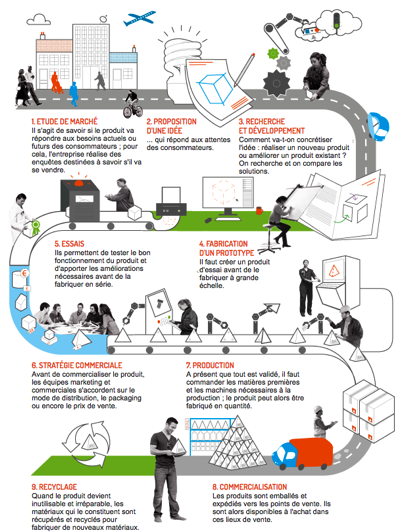 1. ETUDE DE MARCHÉ
Il s'agit de savoir si le produit va
répondre aux besoins actuels ou
futurs des consommateurs ; pour
cela, l'entreprise réalise des
enquêtes destinées à savoir s'il va
se vendre.
2. PROPOSITION
D'UNE IDÉE
... qui répond aux attentes
des consommateurs.
3. RECHERCHE
ET DÉVELOPPEMENT
Comment va-t-on concrétiser
l'idée : réaliser un nouveau produit
ou améliorer un produit existant ?
On recherche et on compare les
solutions.
5. ESSAIS
Ils permettent de tester le bon
fonctionnement du produit et
d'apporter les améliorations
nécessaires avant de la
fabriquer en série.
4. FABRICATION
D'UN PROTOTYPE
Il faut créer un produit
d'essai avant de le
fabriquer à grande
échelle.
6. STRATÉGIE COMMERCIALE
Avant de commercialiser le produit,
les équipes marketing et
commerciales s'accordent sur le
mode de distribution, le packaging
ou encore le prix de vente.
7. PRODUCTION
A présent que tout est validé, il faut
commander les matières premières
et les machines nécessaires à la
production ; le produit peut alors être
fabriqué en quantité.
9. RECYCLAGE
Quand le produit devient
inutilisable et irréparable, les
matériaux qui le constituent sont
récupérés et recyclés pour
fabriquer de nouveaux matériaux.
8. COMMERCIALISATION
Les produits sont emballés et
expédiés vers les points de vente. Ils
sont alors disponibles à l'achat dans
ces lieux de vente.